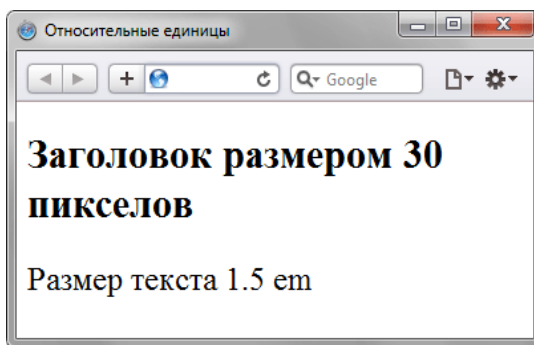 Относительные единицы
Google
Заголовок размером 30
пикселов
Размер текста 1.5 em